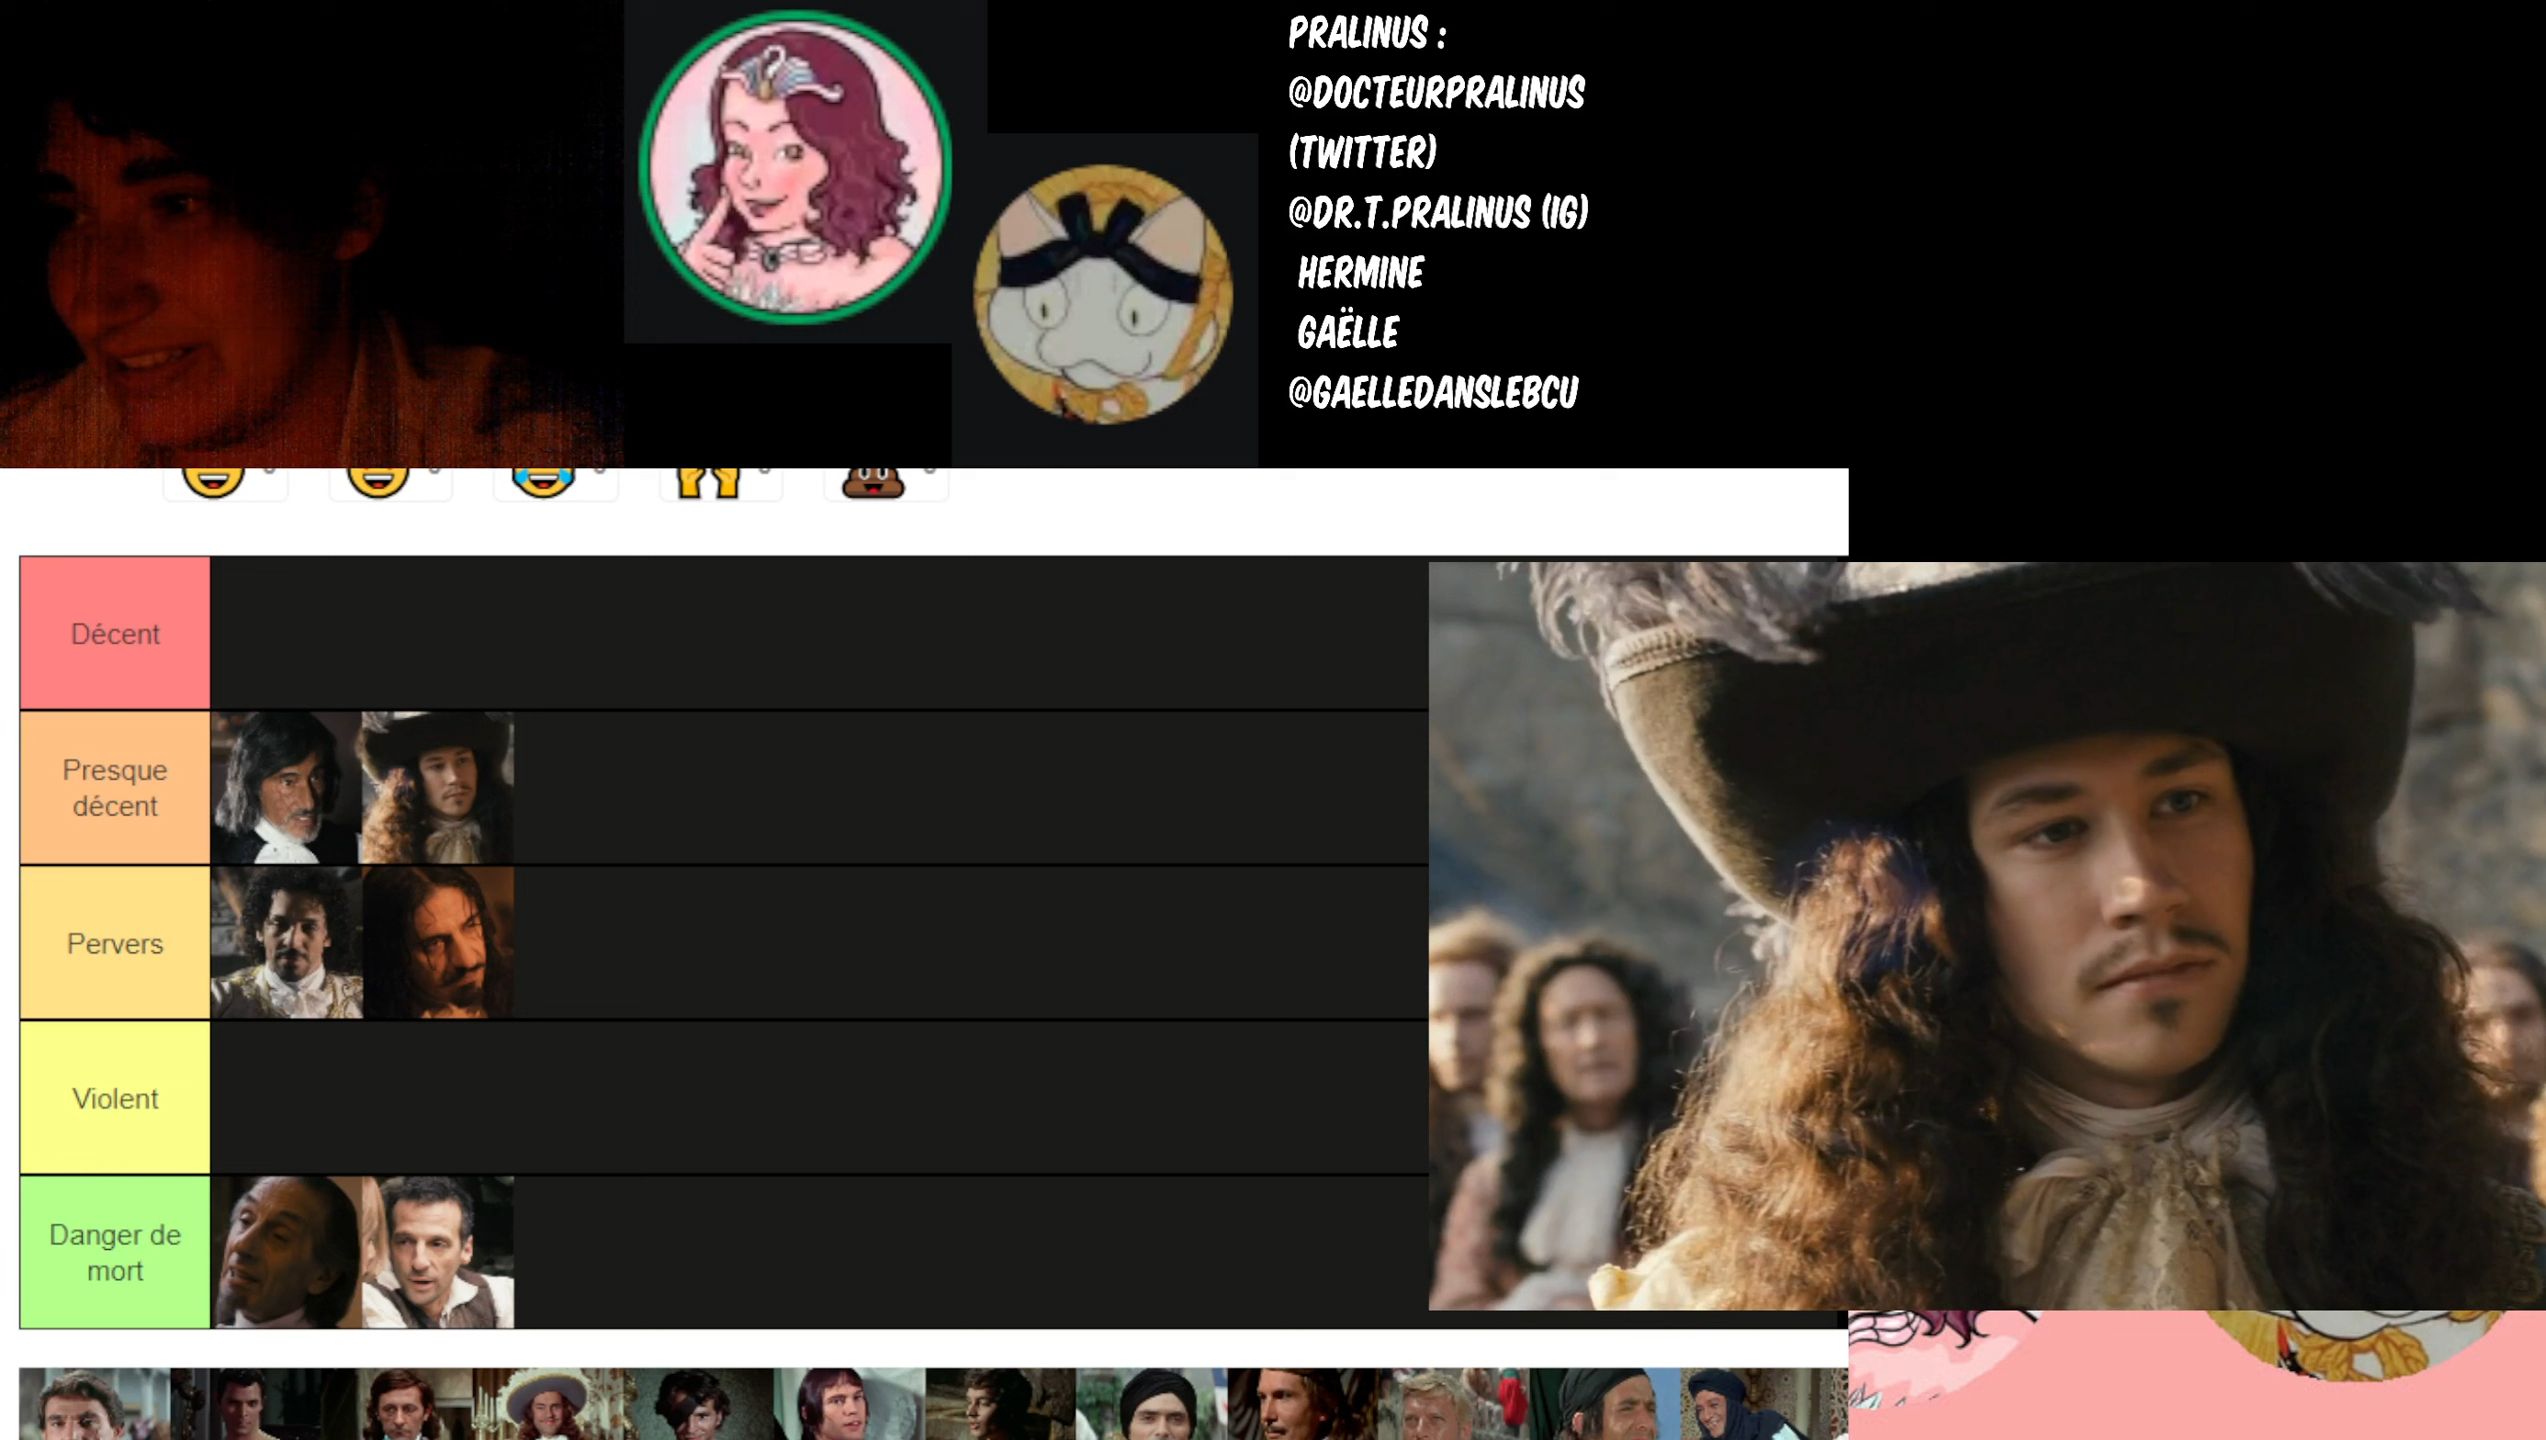 PRALINUS :
@DOCTEURPRALINUS
(TWITTER)
@DR.T.PRALINUS (IG)
HERMINE
GAËLLE
@GAELLEDANSLEBCU
Décent
Presque
décent
Pervers
Violent
Danger de
mort